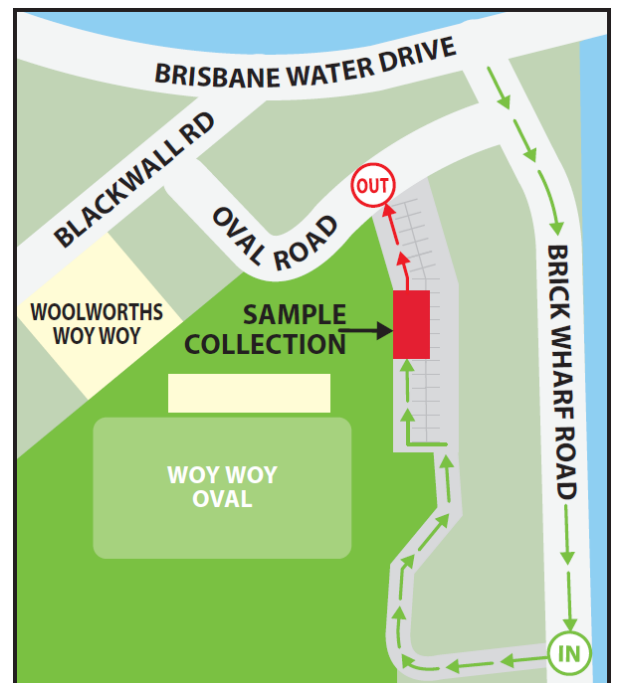 BRISBANE WATER DRIVE
BLACKWALL RD
OUT
OVAL ROAD
BRICK WHARF ROAD
WOOLWORTHS
WOY WOY
SAMPLE
COLLECTION
WOY WOY
OVAL
IN